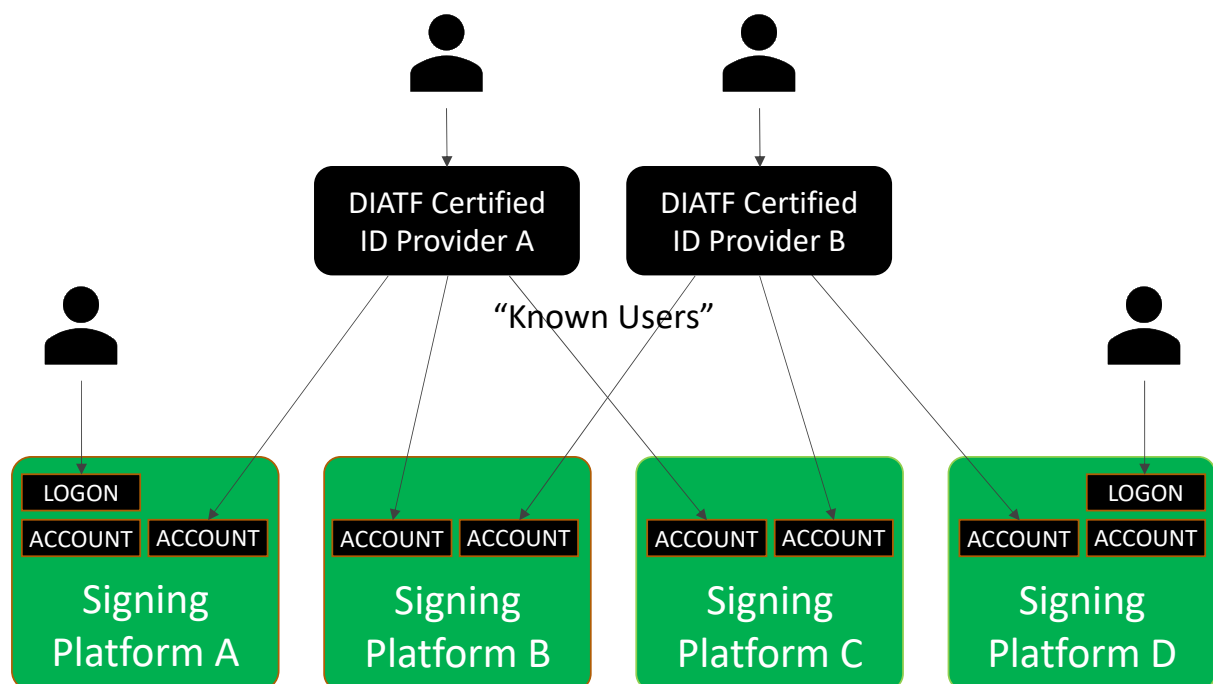 DIATF Certified
ID Provider A
DIATF Certified
ID Provider B
“Known Users”
LOGON
ACCOUNT
ACCOUNT
Signing
Platform A
ACCOUNT
ACCOUNT
Signing
Platform B
ACCOUNT
ACCOUNT
Signing
Platform C
LOGON
ACCOUNT
ACCOUNT
Signing
Platform D